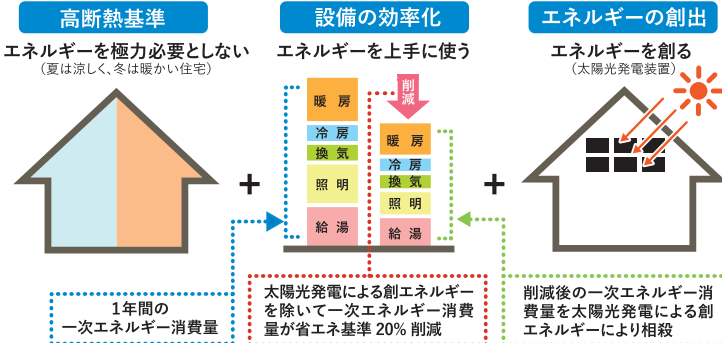 高断熱基準
エネルギーを極力必要としない
（夏は涼しく、冬は暖かい住宅）
設備の効率化
エネルギーを上手に使う
削減
暖房
冷房
換気
照明
給湯
暖房
冷房
換気
照明
給湯
エネルギーの創出
エネルギーを創る
（太陽光発電装置）
+
+
1年間の
一次エネルギー消費量
太陽光発電による創エネルギー
を除いて一次エネルギー消費
量が省エネ基準20%削減
削減後の一次エネルギー消
費量を太陽光発電による創
エネルギーにより相殺